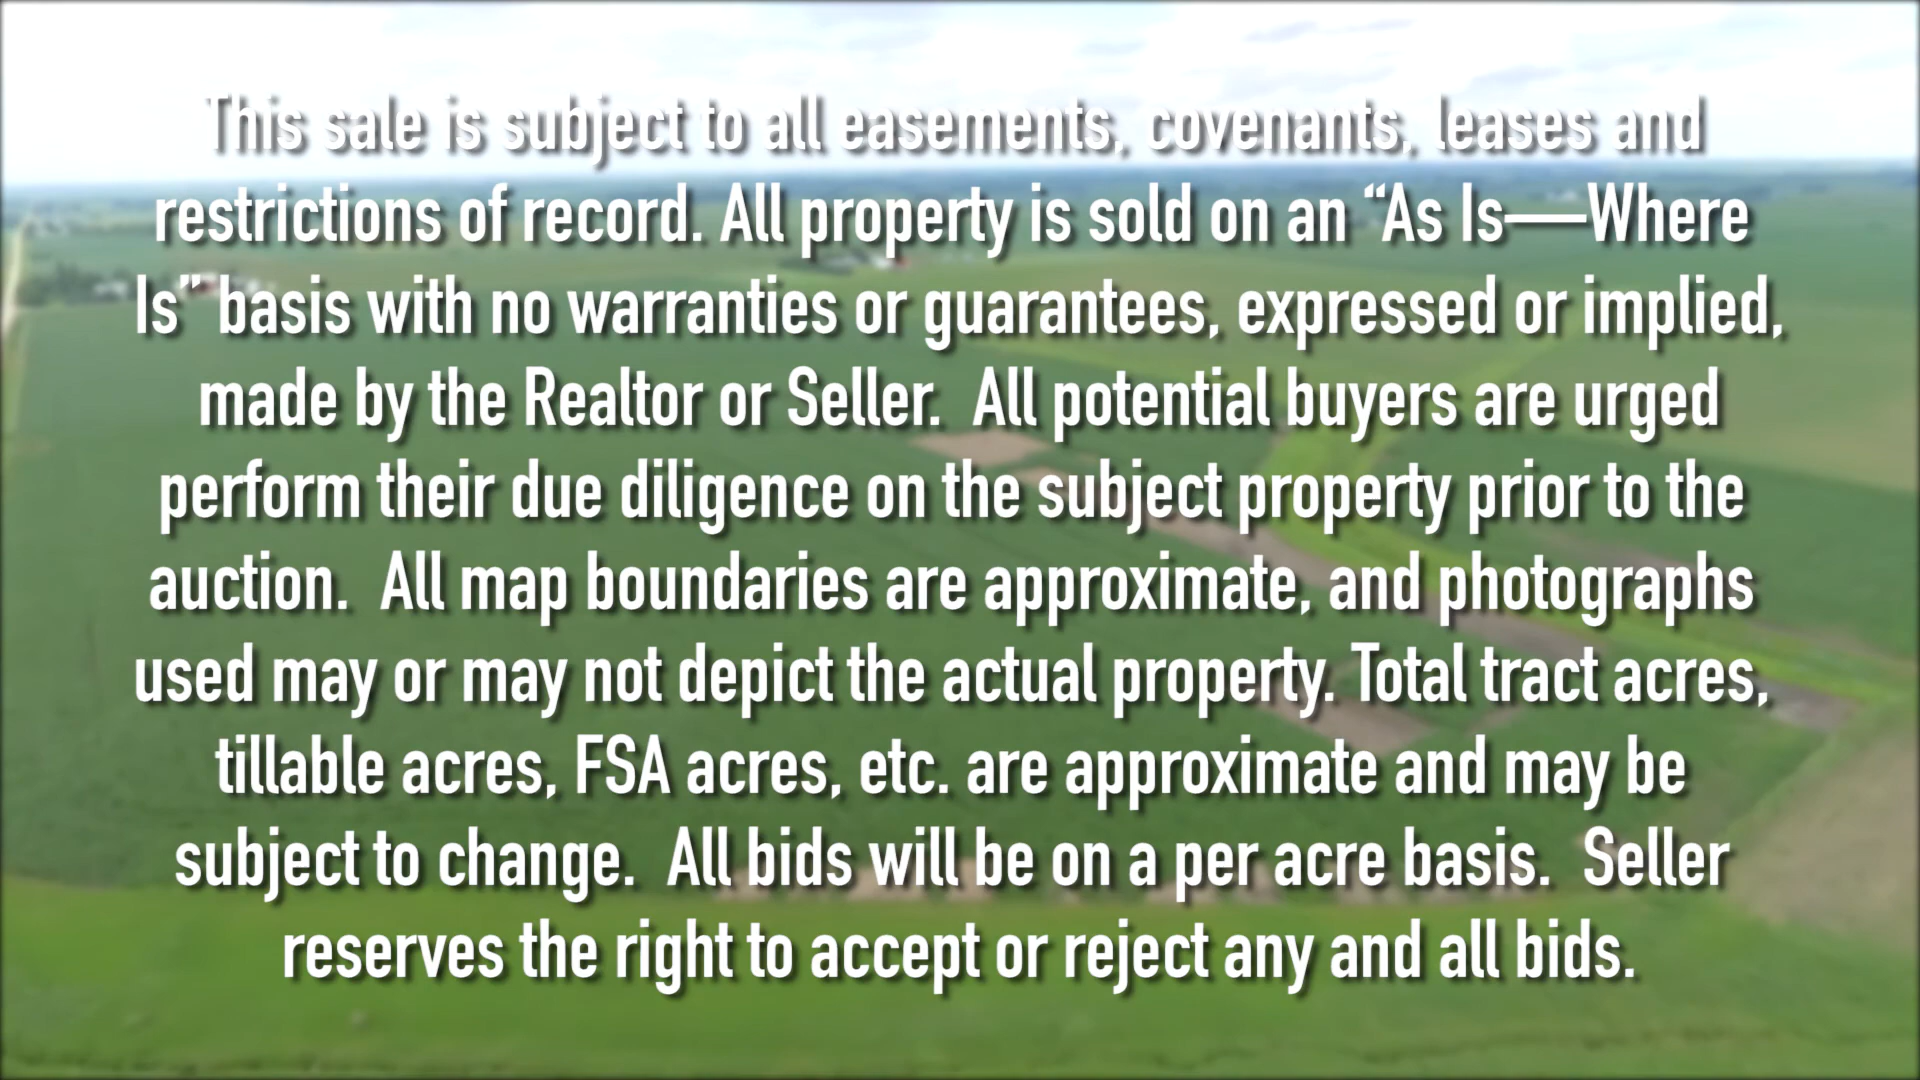 This sale is subject to all easements, covenants, leases and
restrictions of record. All property is sold on an “As Is—Where
Is” basis with no warranties or guarantees, expressed or implied,
made by the Realtor or Seller.  All potential buyers are urged
perform their due diligence on the subject property prior to the
auction.  All map boundaries are approximate, and photographs
used may or may not depict the actual property. Total tract acres,
tillable acres, FSA acres, etc. are approximate and may be
subject to change.  All bids will be on a per acre basis.  Seller
reserves the right to accept or reject any and all bids.